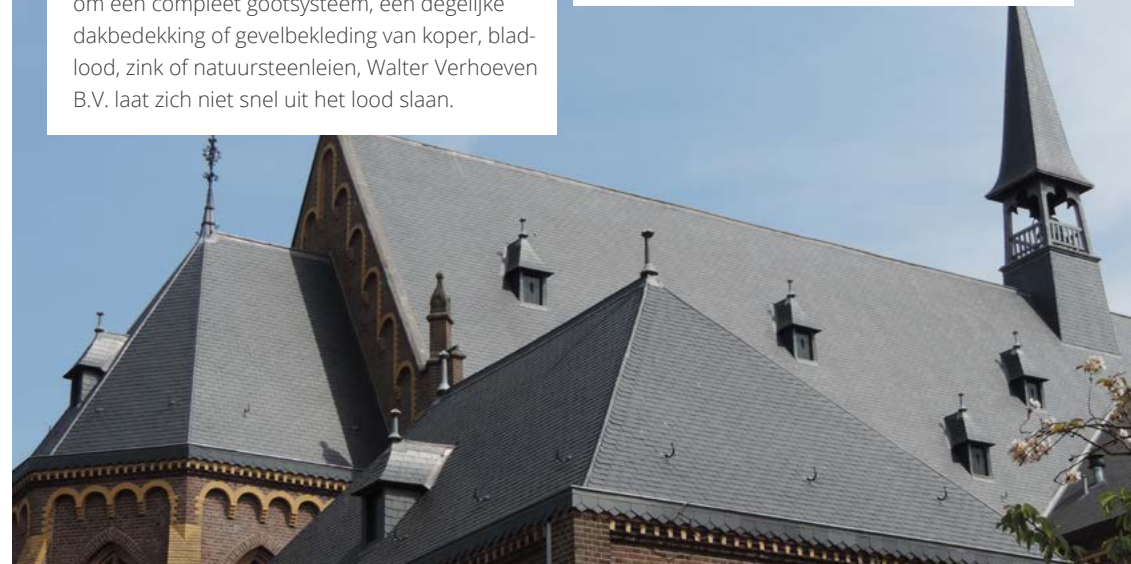 om een compleet gootsysteem, een degelijke
dakbedekking of gevelbekleding van koper, blad-
lood, zink of natuursteenleien, Walter Verhoeven
B.V. laat zich niet snel uit het lood slaan.